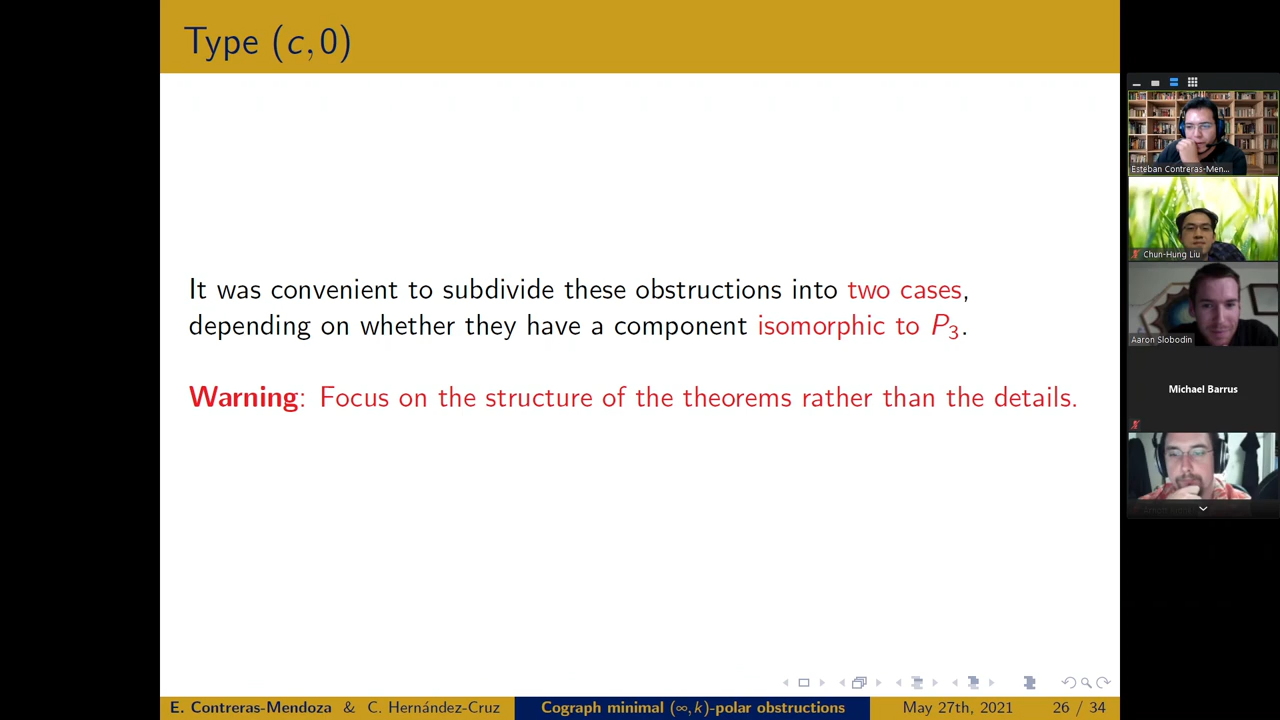 Type (c, 0)
It was convenient to subdivide these obstructions into two cases,
depending on whether they have a component isomorphic to P₃.
Warning: Focus on the structure of the theorems rather than the details.
E. Contreras-Mendoza & C. Hernández-Cruz
Cograph minimal (∞, k)-polar obstructions
May 27th, 2021
26 / 34
Esteban Contreras-Men...
Chun-Hung Liu
Aaron Slobodin
Michael Barrus